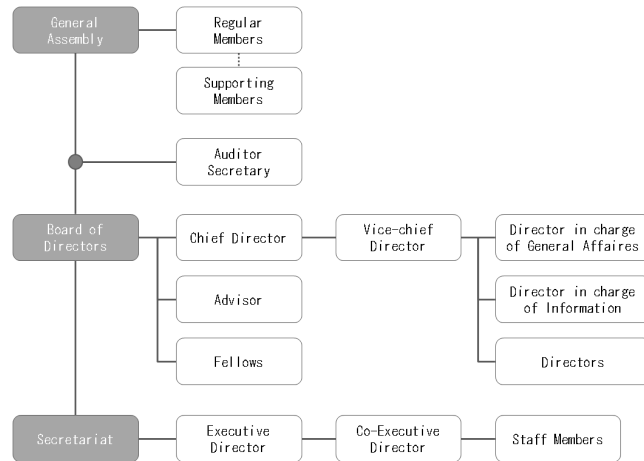 General
Assembly
Regular
Members
Supporting
Members
Auditor
Secretary
Board of
Directors
Chief Director
Vice-chief
Director
Director in charge
of General Affaires
Advisor
Director in charge
of Information
Fellows
Directors
Secretariat
Executive
Director
Co-Executive
Director
Staff Members